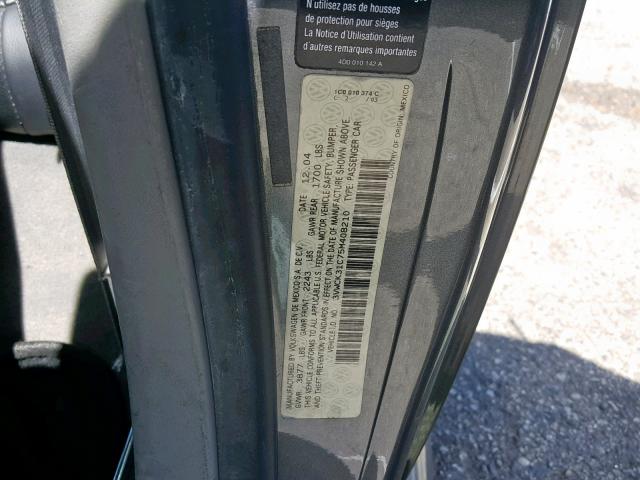 N'utilisez pas de housses
de protection pour sièges
La Notice d'Utilisation contient
d'autres remarques importantes
4D0 010 142 A
1C0 010 374 C
MANUFACTURED BY VOLKSWAGEN DE MEXICO S.A. DE C.V. DATE 12.04
GVWR 3877 LBS GAWR FRONT 2243 LBS GAWR REAR 1700 LBS
THIS VEHICLE CONFORMS TO ALL APPLICABLE U.S. FEDERAL MOTOR VEHICLE SAFETY, BUMPER,
AND THEFT PREVENTION STANDARDS IN EFFECT ON THE DATE OF MANUFACTURE SHOWN ABOVE.
VEHICLE I.D. NO. 3VWCK31C75M408210 TYPE: PASSENGER CAR
COUNTRY OF ORIGIN: MEXICO